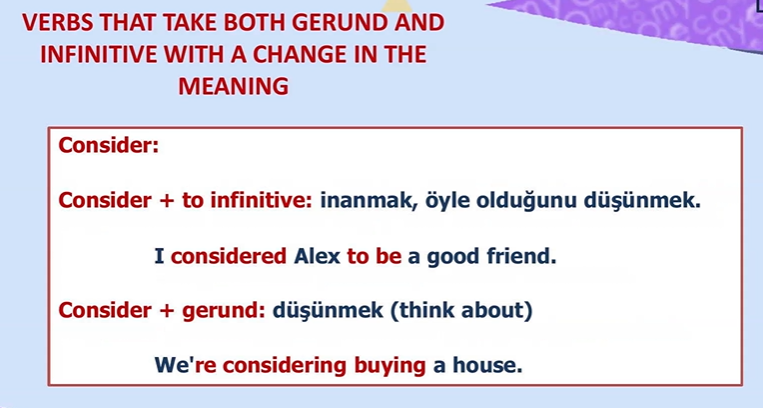 VERBS THAT TAKE BOTH GERUND AND
INFINITIVE WITH A CHANGE IN THE
MEANING
Consider:
Consider + to infinitive: inanmak, öyle olduğunu düşünmek.
I considered Alex to be a good friend.
Consider + gerund: düşünmek (think about)
We're considering buying a house.